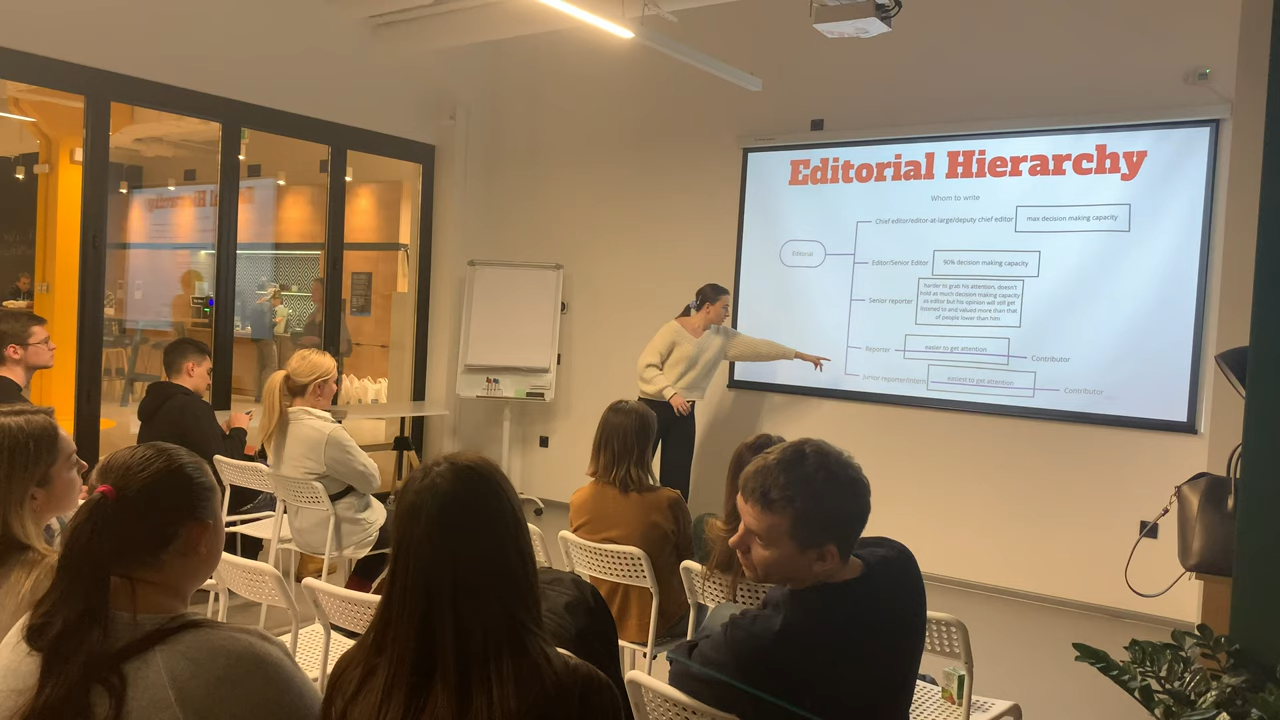 Editorial Hierarchy
Whom to write
Chief editor/editor-at-large/deputy chief editor
max decision making capacity
Editorial
Editor/Senior Editor
90% decision making capacity
Senior reporter
harder to grab his attention, doesn't
hold as much decision making capacity
as editor but his opinion will still get
listened to and valued more than that
of people lower than him
Reporter
easier to get attention
Contributor
Junior reporter/Intern
easiest to get attention
Contributor